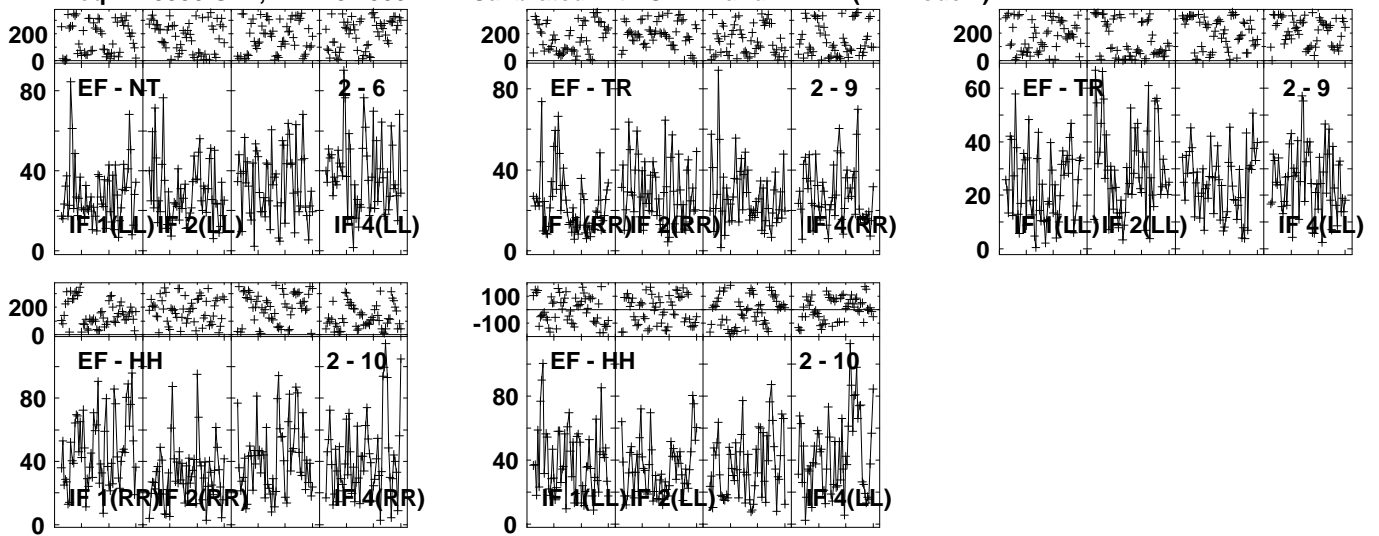 200
0
80
40
0
EF - NT
2 - 6
IF 1(LL)
IF 2(LL)
IF 4(LL)
200
0
80
40
0
EF - TR
2 - 9
IF 1(RR)
IF 2(RR)
IF 4(RR)
200
0
60
40
20
0
EF - TR
2 - 9
IF 1(LL)
IF 2(LL)
IF 4(LL)
200
0
80
40
0
EF - HH
2 - 10
IF 1(RR)
IF 2(RR)
IF 4(RR)
100
-100
80
40
0
EF - HH
2 - 10
IF 1(LL)
IF 2(LL)
IF 4(LL)